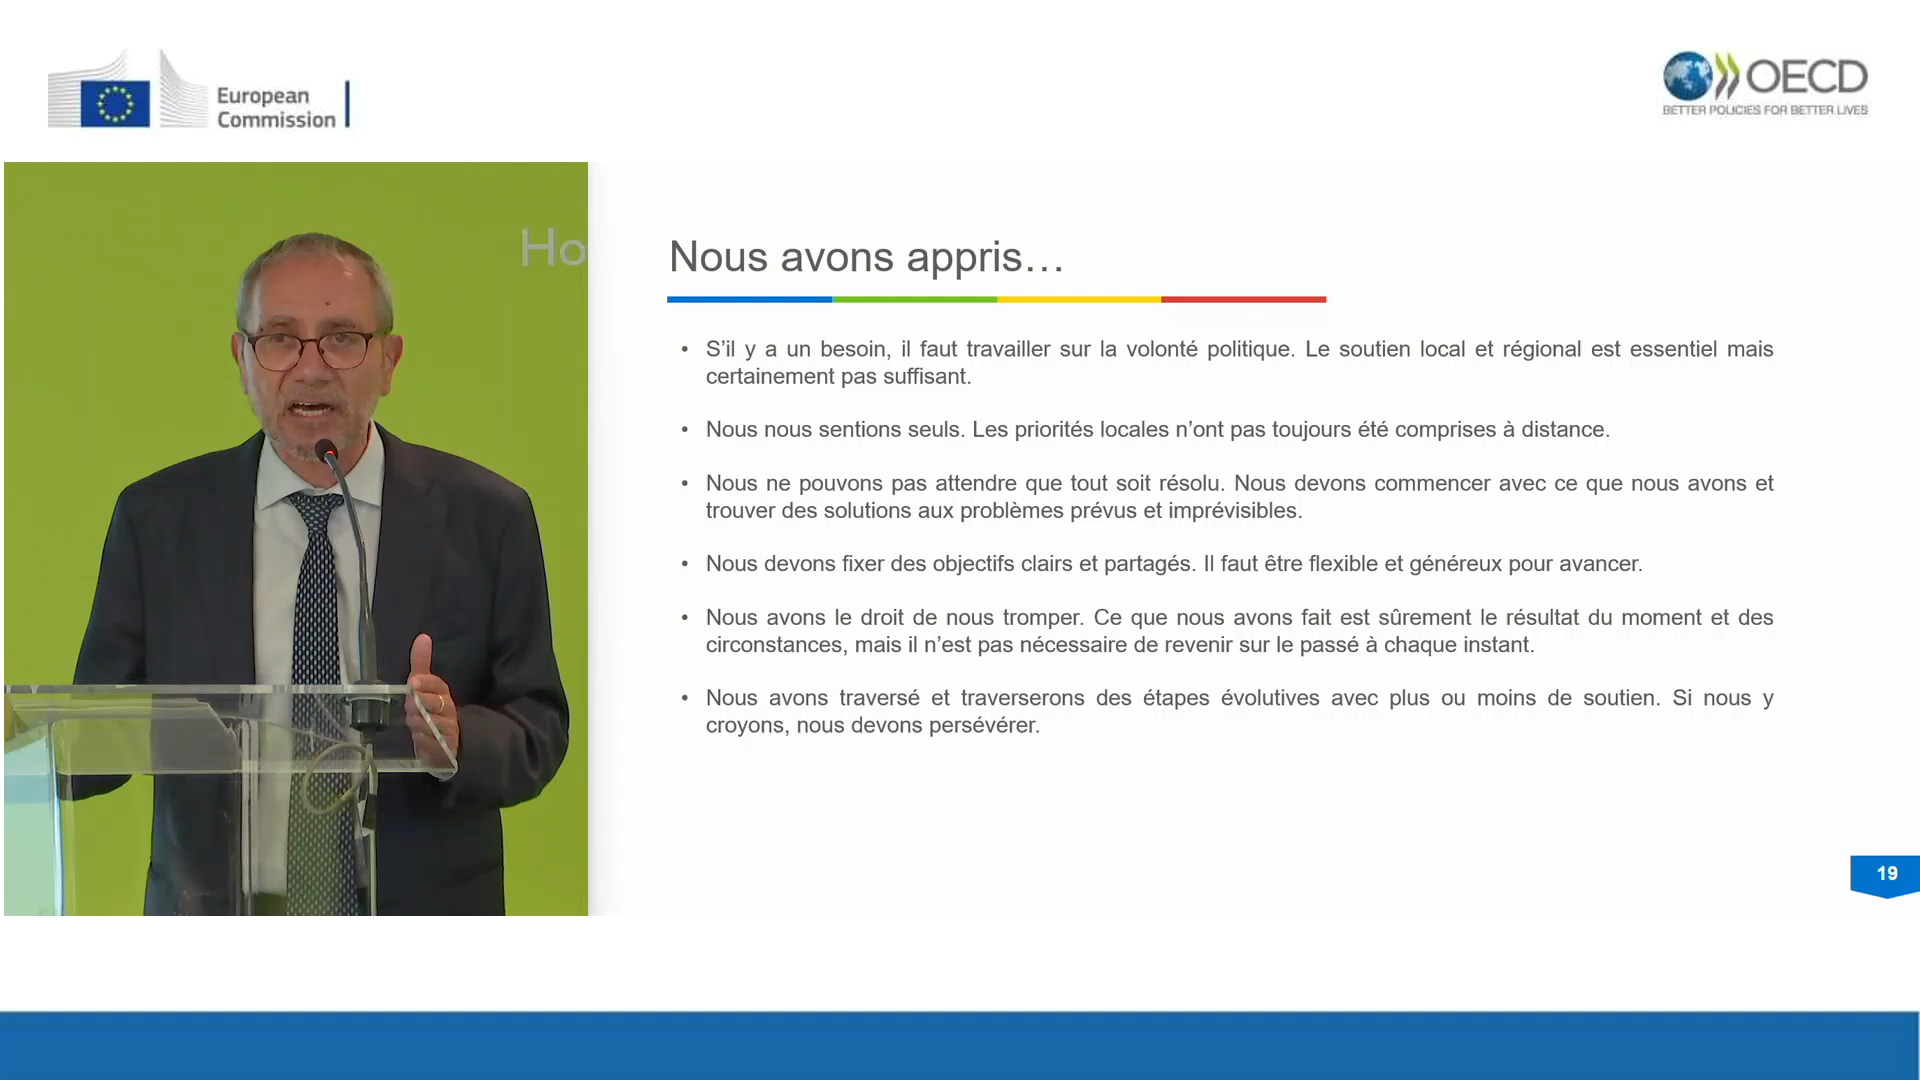 European
Commission
OECD
BETTER POLICIES FOR BETTER LIVES
Ho
Nous avons appris…
• S’il y a un besoin, il faut travailler sur la volonté politique. Le soutien local et régional est essentiel mais
certainement pas suffisant.
• Nous nous sentions seuls. Les priorités locales n’ont pas toujours été comprises à distance.
• Nous ne pouvons pas attendre que tout soit résolu. Nous devons commencer avec ce que nous avons et
trouver des solutions aux problèmes prévus et imprévisibles.
• Nous devons fixer des objectifs clairs et partagés. Il faut être flexible et généreux pour avancer.
• Nous avons le droit de nous tromper. Ce que nous avons fait est sûrement le résultat du moment et des
circonstances, mais il n’est pas nécessaire de revenir sur le passé à chaque instant.
• Nous avons traversé et traverserons des étapes évolutives avec plus ou moins de soutien. Si nous y
croyons, nous devons persévérer.
19